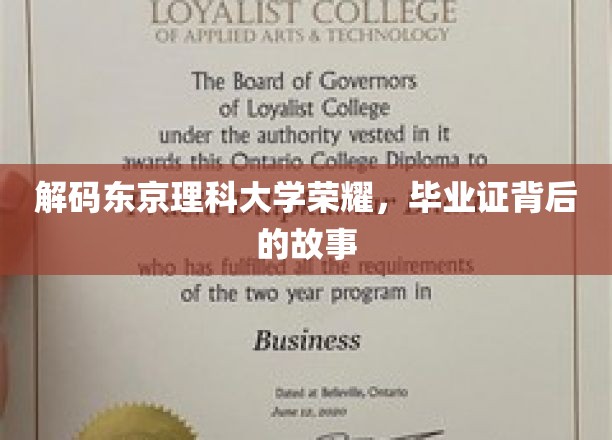 LOYALIST COLLEGE
OF APPLIED ARTS & TECHNOLOGY
The Board of Governors
of Loyalist College
under the authority vested in it
awards this Ontario College Diploma to
解码东京理科大学荣耀，毕业证背后
的故事
who has fulfilled all the requirements
of the two year program in
Business
Dated at Belleville, Ontario
June 12, 2020